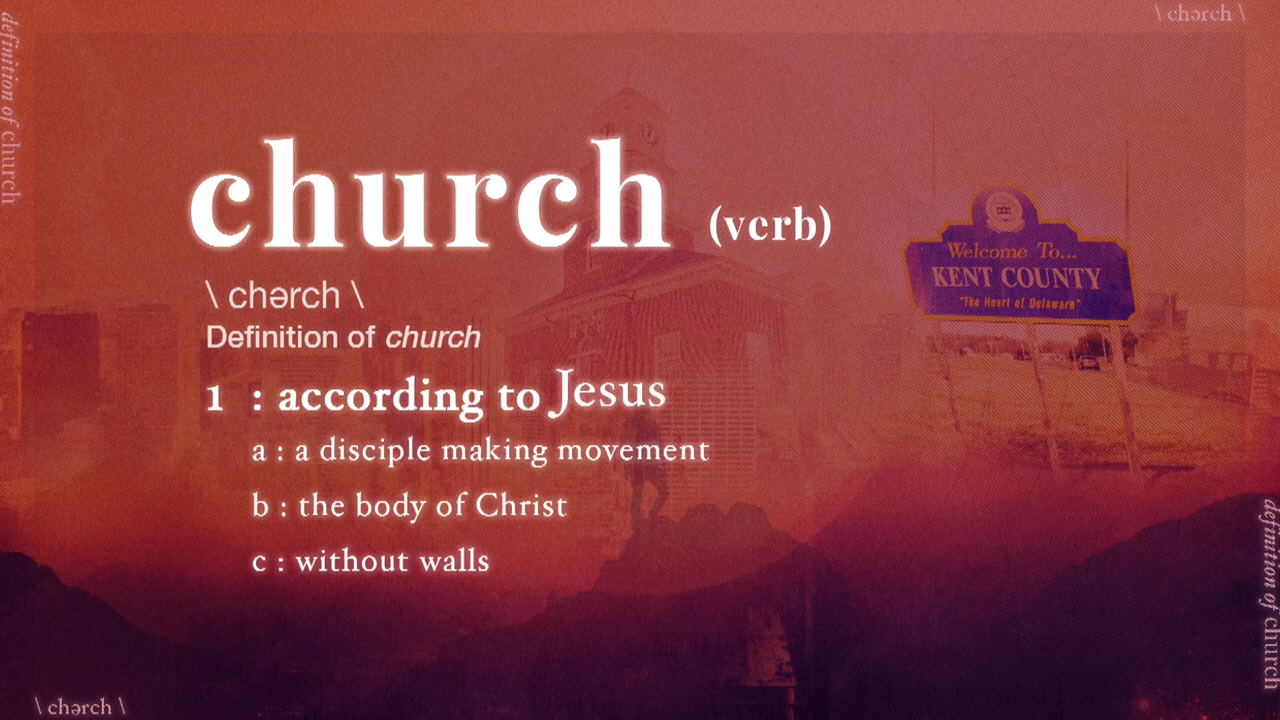 \ chərch \
definition of church
church (verb)
\ chərch \
Definition of church
1 : according to Jesus
a : a disciple making movement
b : the body of Christ
c : without walls
Welcome To...
KENT COUNTY
"The Heart of Delaware"
definition of church
\ chərch \